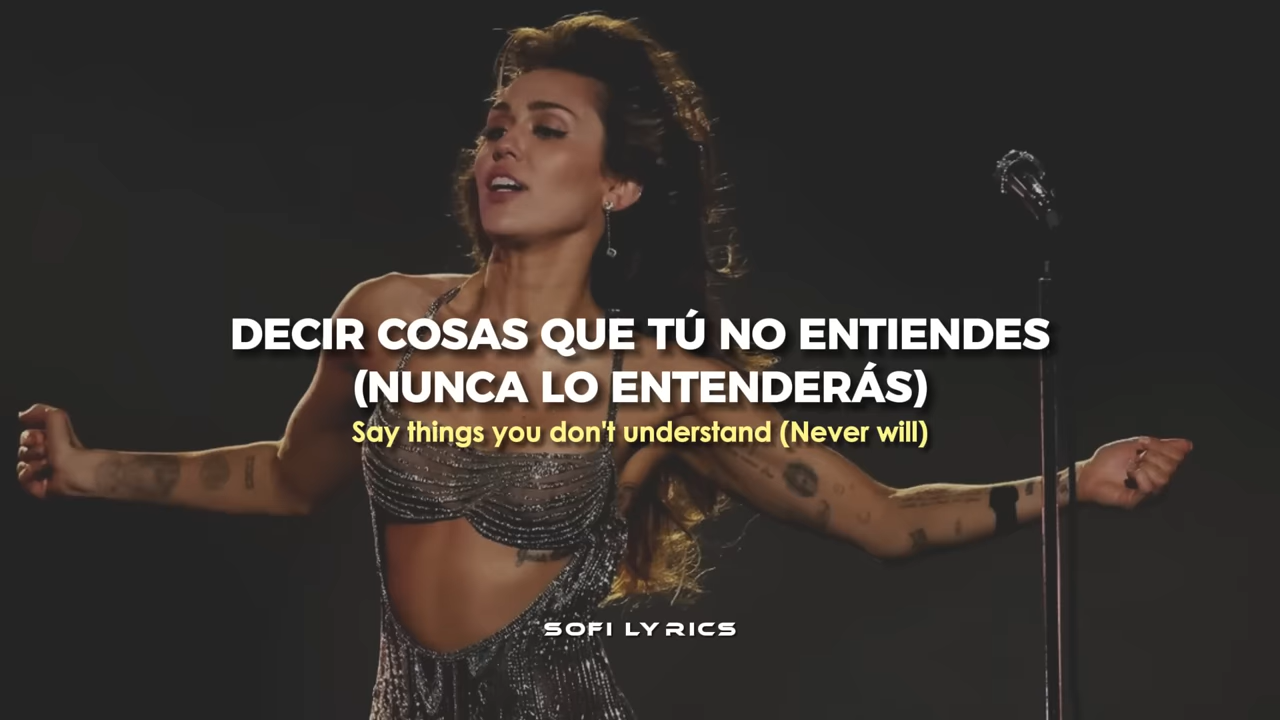 DECIR COSAS QUE TÚ NO ENTIENDES
(NUNCA LO ENTENDERÁS)
Say things you don't understand (Never will)
SOFI LYRICS